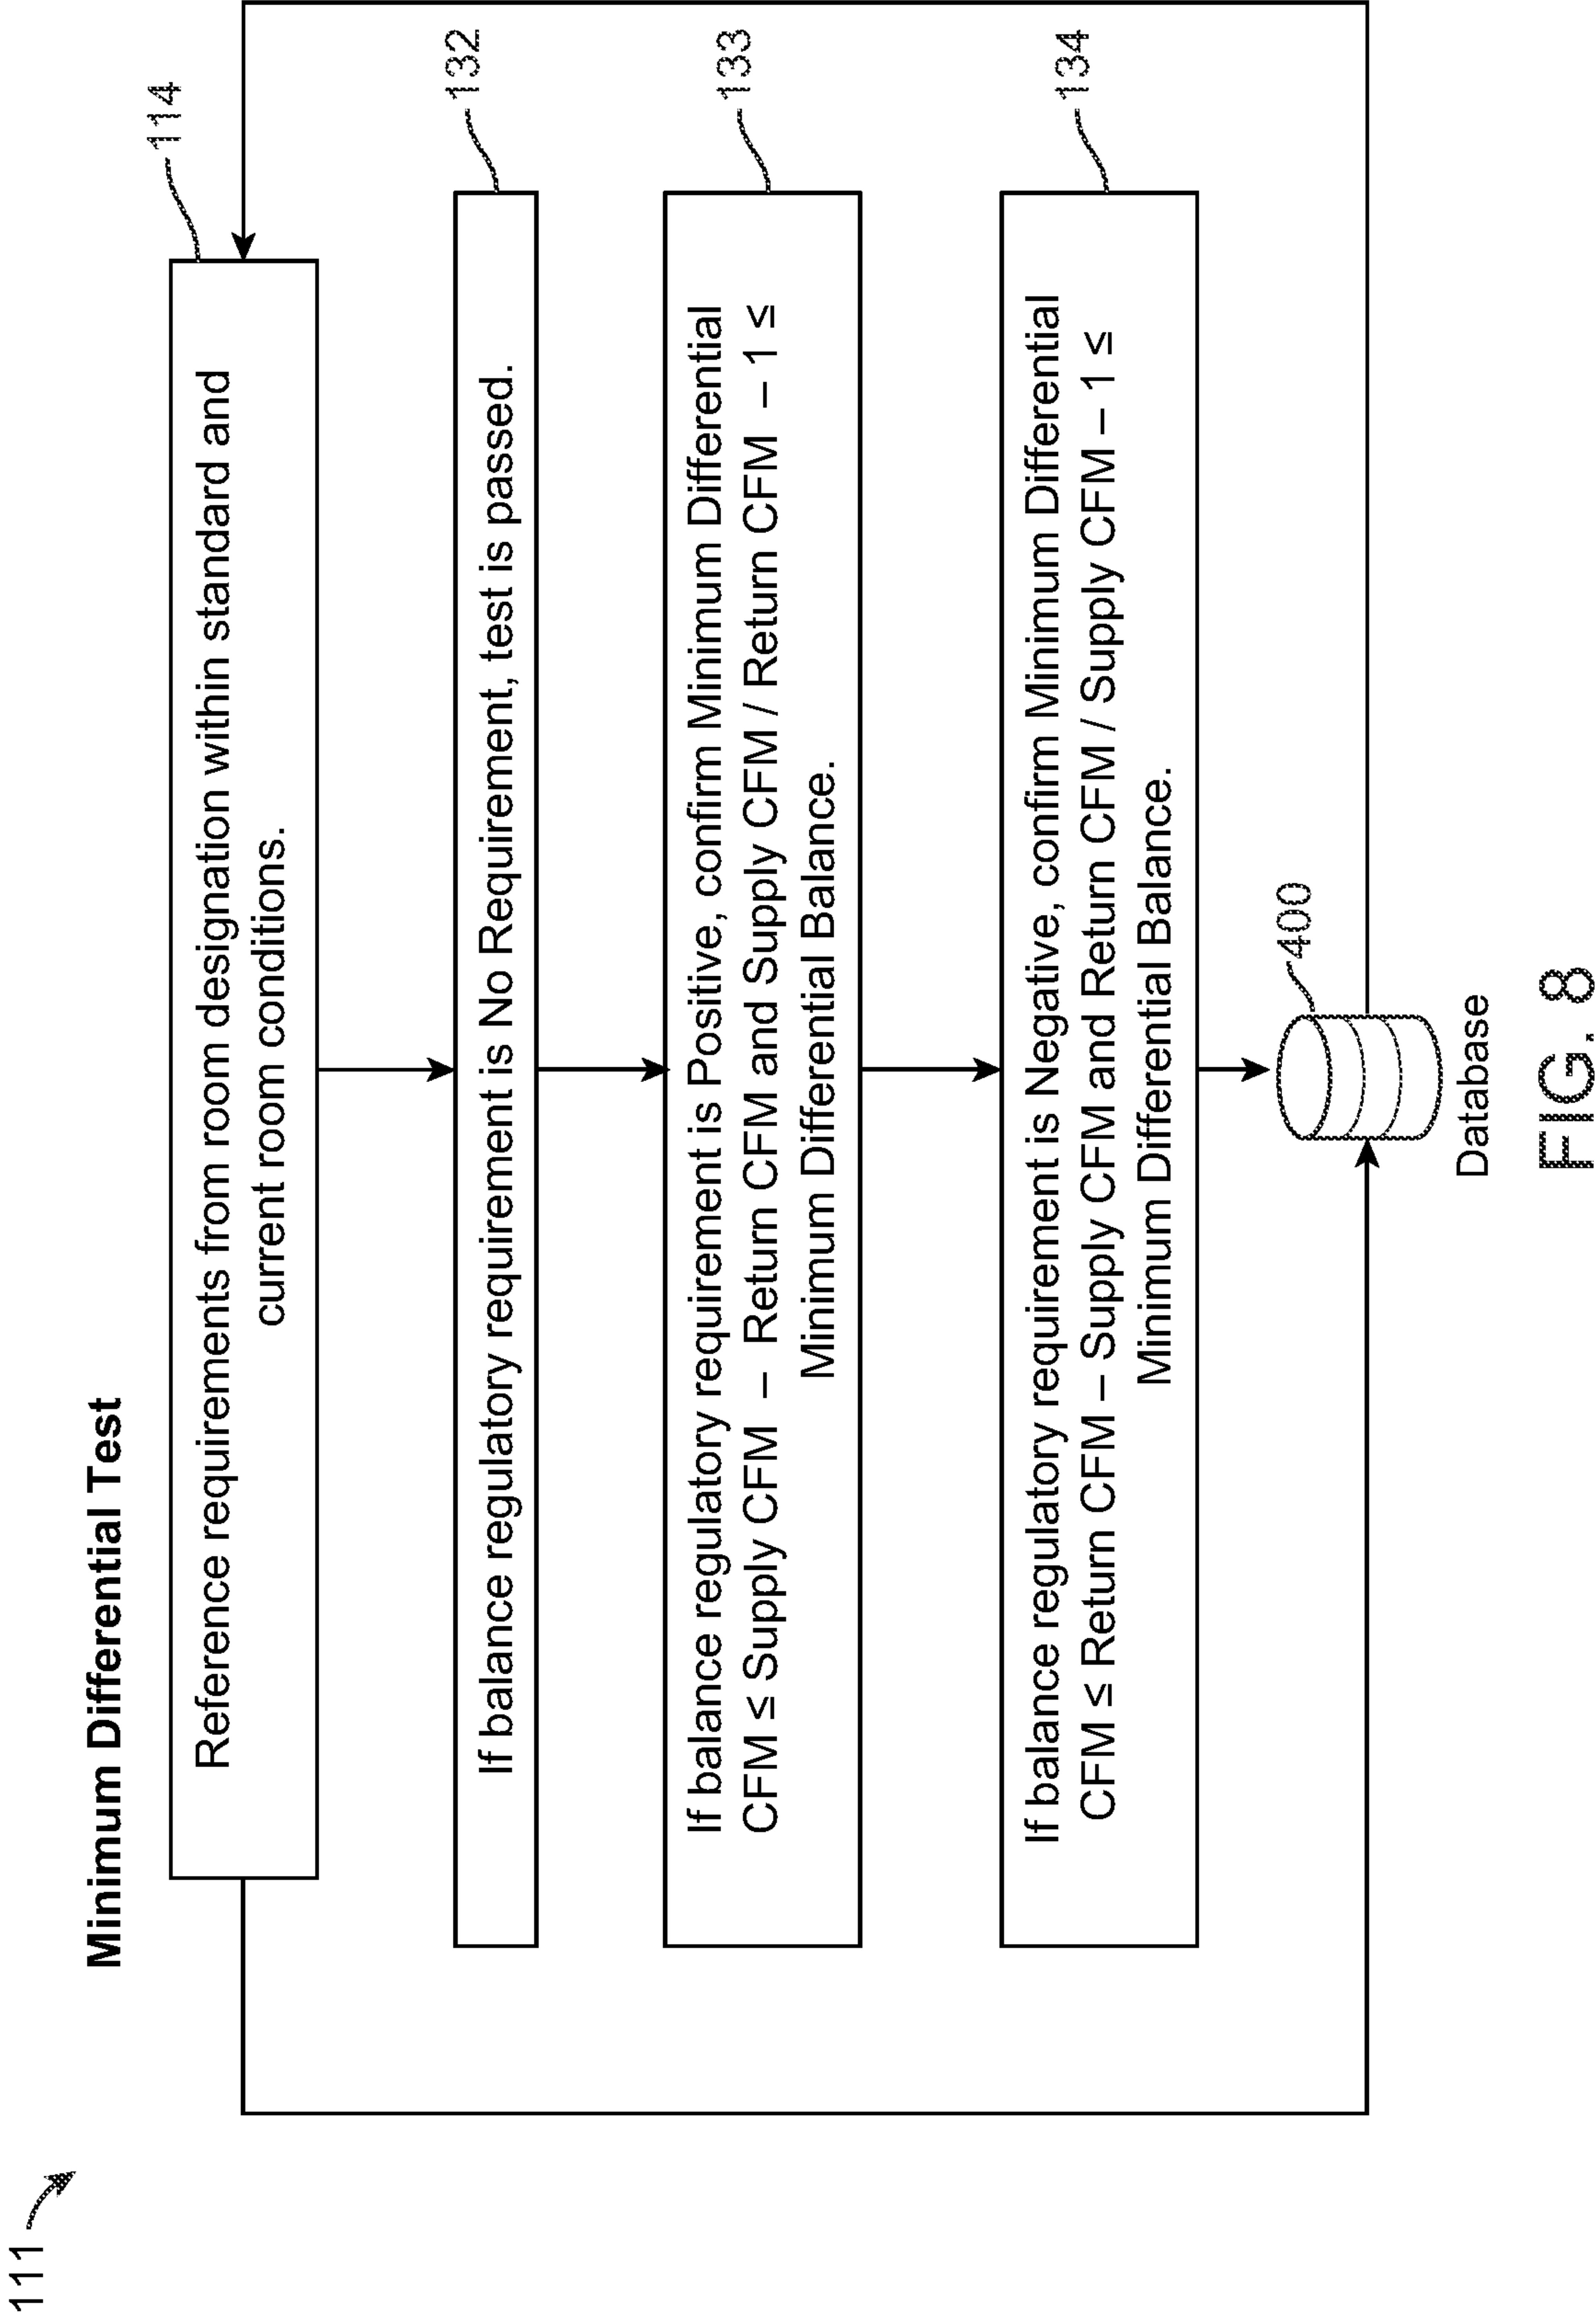 111
Minimum Differential Test
114
Reference requirements from room designation within standard and
current room conditions.
132
If balance regulatory requirement is No Requirement, test is passed.
133
If balance regulatory requirement is Positive, confirm Minimum Differential
CFM ≤ Supply CFM – Return CFM and Supply CFM / Return CFM – 1 ≤
Minimum Differential Balance.
134
If balance regulatory requirement is Negative, confirm Minimum Differential
CFM ≤ Return CFM – Supply CFM and Return CFM / Supply CFM – 1 ≤
Minimum Differential Balance.
400
Database
FIG. 8